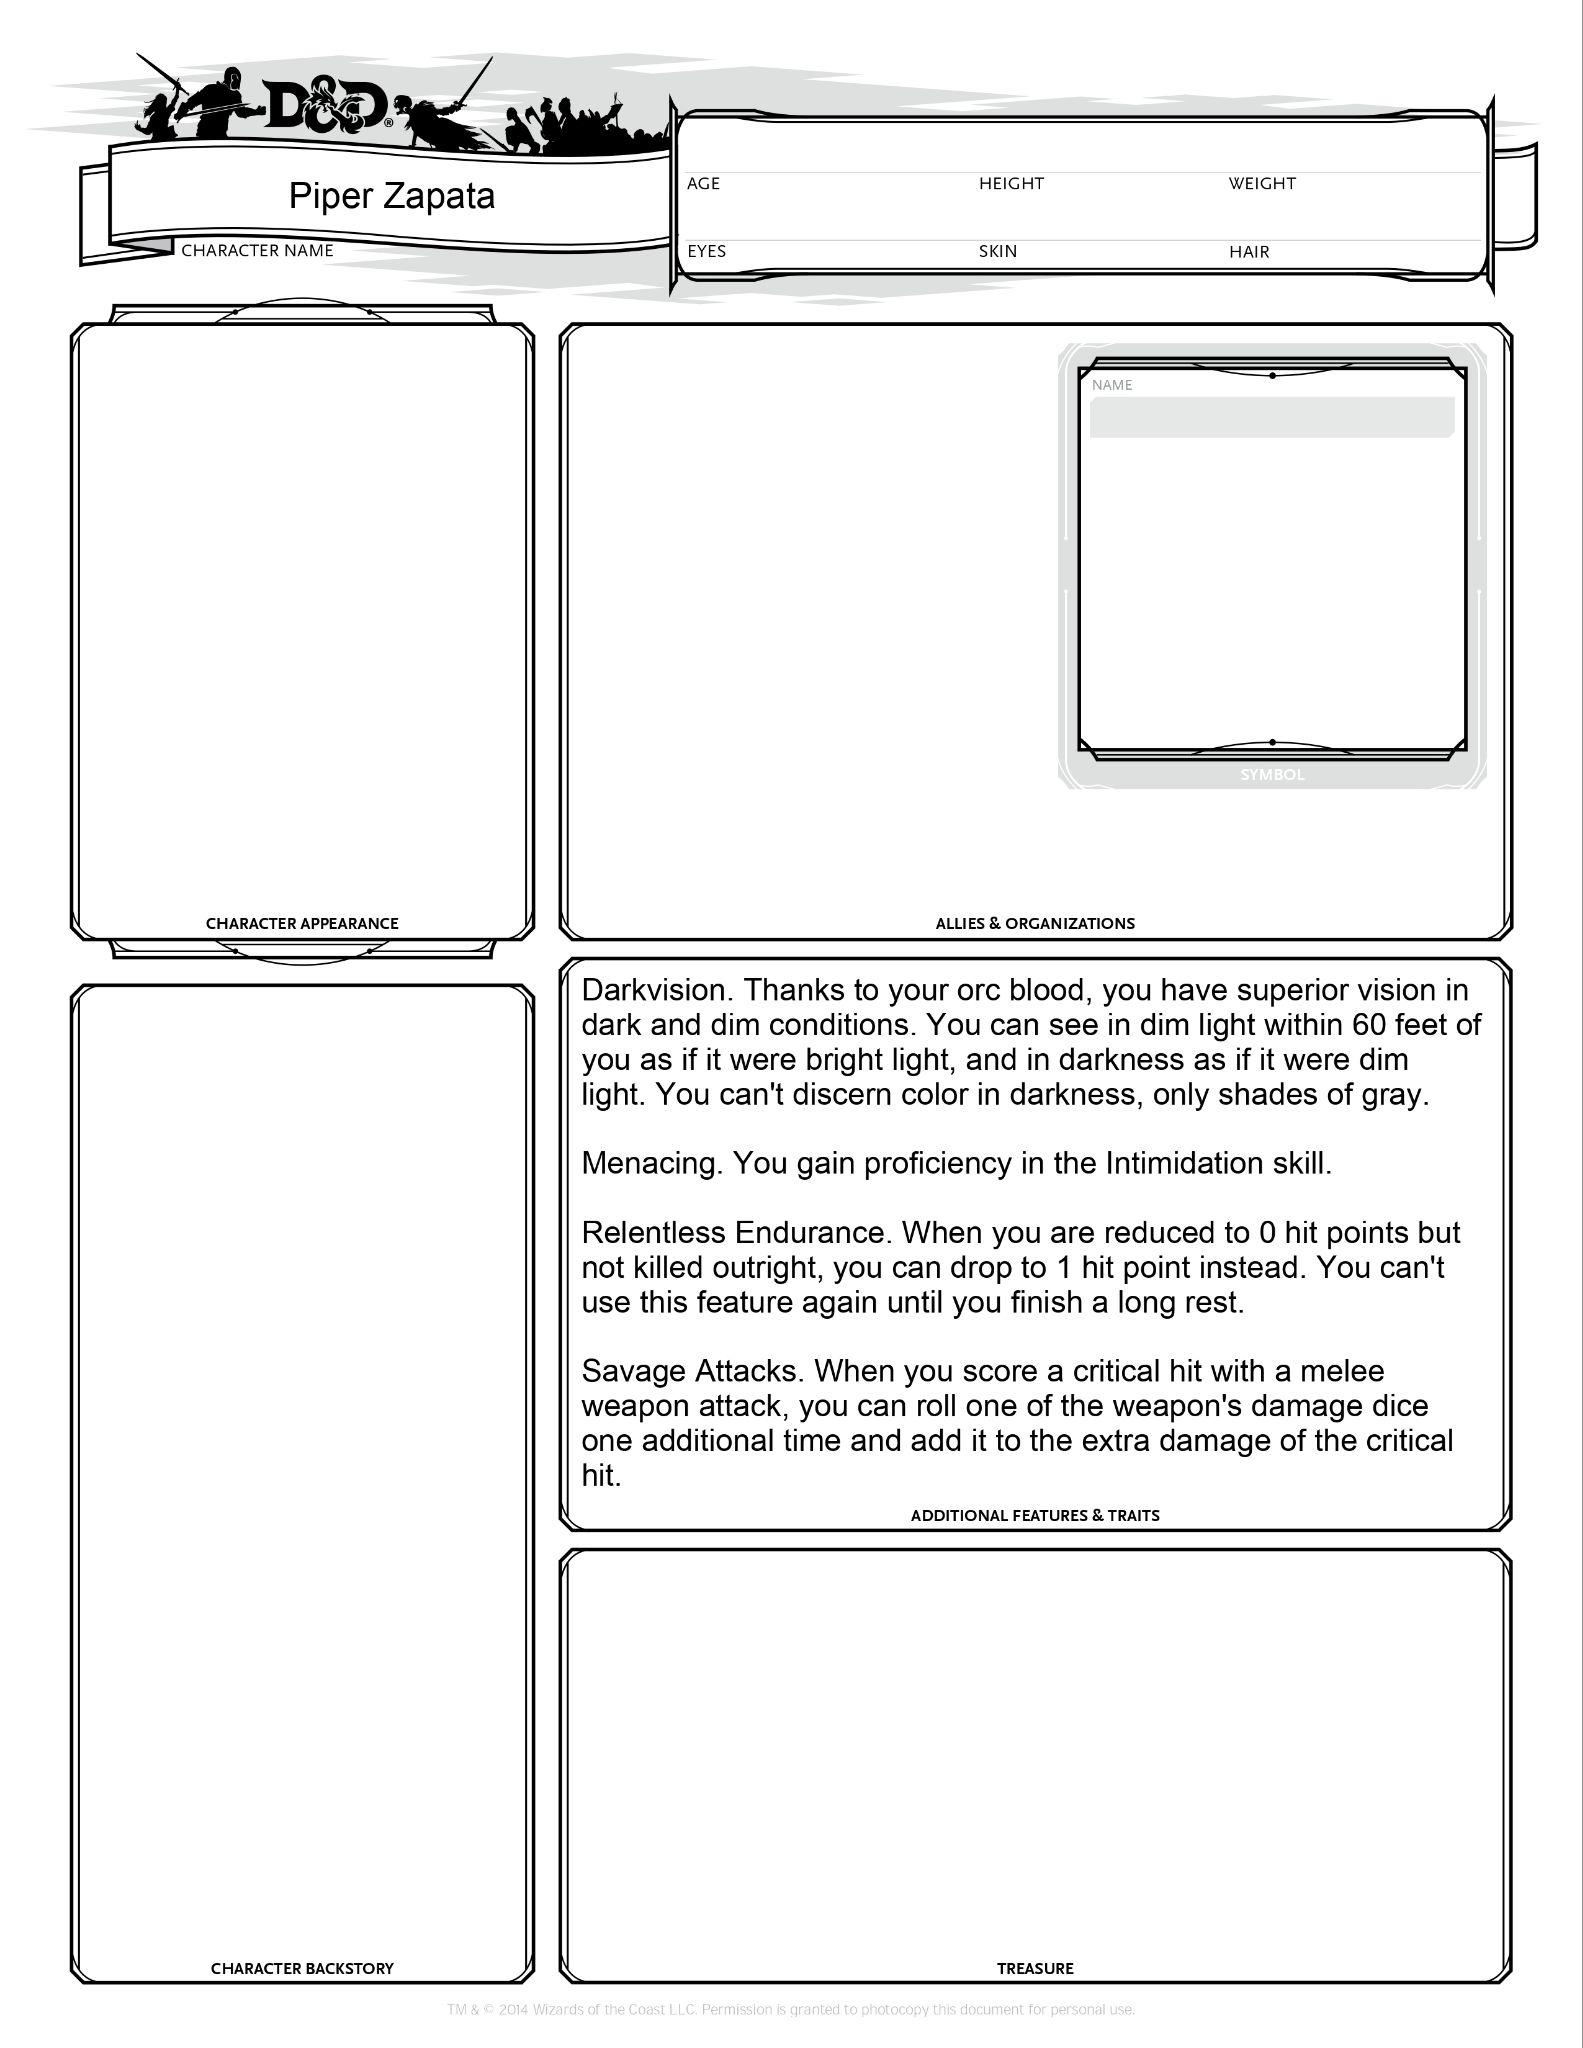 D&D®
Piper Zapata
CHARACTER NAME
AGE HEIGHT WEIGHT
EYES SKIN HAIR
NAME
SYMBOL
CHARACTER APPEARANCE
ALLIES & ORGANIZATIONS
Darkvision. Thanks to your orc blood, you have superior vision in
dark and dim conditions. You can see in dim light within 60 feet of
you as if it were bright light, and in darkness as if it were dim
light. You can't discern color in darkness, only shades of gray.
Menacing. You gain proficiency in the Intimidation skill.
Relentless Endurance. When you are reduced to 0 hit points but
not killed outright, you can drop to 1 hit point instead. You can't
use this feature again until you finish a long rest.
Savage Attacks. When you score a critical hit with a melee
weapon attack, you can roll one of the weapon's damage dice
one additional time and add it to the extra damage of the critical
hit.
ADDITIONAL FEATURES & TRAITS
CHARACTER BACKSTORY
TREASURE
TM & © 2014 Wizards of the Coast LLC. Permission is granted to photocopy this document for personal use.